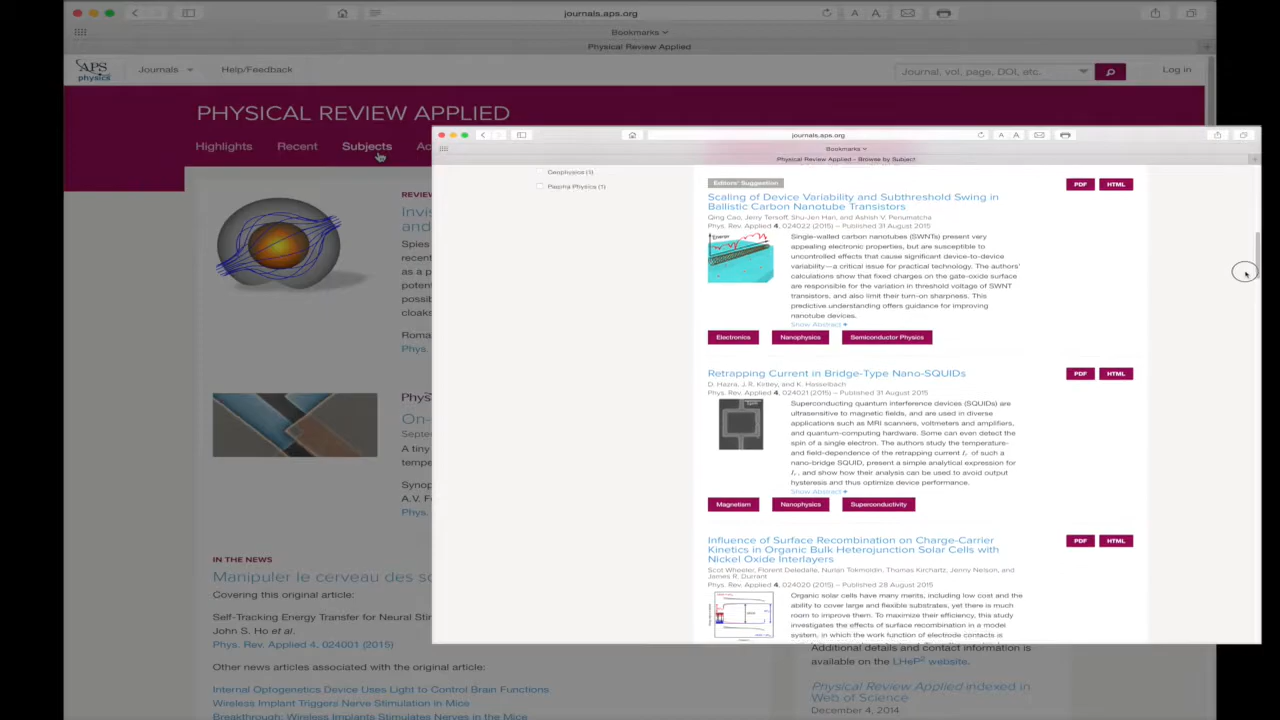 journals.aps.org
A A
Bookmarks
Physical Review Applied
APS
physics
Journals
Help/Feedback
Journal, vol, page, DOI, etc.
Log in
PHYSICAL REVIEW APPLIED
Highlights
Recent
Subjects
REVIEW
and
Spies
recent
as a p
potent
possib
cloaks
Roma
Phys.
Phys
On-
Septe
A tiny
tempe
Synop
A.V. F
Phys.
IN THE NEWS
Manipuler le cerveau des so
Covering this original article:
Self-Tracking Energy Transfer for Neural Stim
John S. Ho et al.
Phys. Rev. Applied 4, 024001 (2015)
Other news articles associated with the original article:
Internal Optogenetics Device Uses Light to Control Brain Functions
Wireless Implant Triggers Nerve Stimulation in Mice
Breakthrough: Wireless Implants Stimulates Nerves in the Mice
journals.aps.org
A A
Bookmarks
Physical Review Applied - Browse by Subject
Geophysics (1)
Plasma Physics (1)
Editors' Suggestion
PDF
HTML
Scaling of Device Variability and Subthreshold Swing in
Ballistic Carbon Nanotube Transistors
Qing Cao, Jerry Tersoff, Shu-Jen Han, and Ashish V. Penumatcha
Phys. Rev. Applied 4, 024022 (2015) – Published 31 August 2015
Single-walled carbon nanotubes (SWNTs) present very
appealing electronic properties, but are susceptible to
uncontrolled effects that cause significant device-to-device
variability—a critical issue for practical technology. The authors'
calculations show that fixed charges on the gate-oxide surface
are responsible for the variation in threshold voltage of SWNT
transistors, and also limit their turn-on sharpness. This
predictive understanding offers guidance for improving
nanotube devices.
Show Abstract
Electronics
Nanophysics
Semiconductor Physics
Retrapping Current in Bridge-Type Nano-SQUIDs
PDF
HTML
D. Hazra, J.R. Kirtley, and K. Hasselbach
Phys. Rev. Applied 4, 024021 (2015) – Published 31 August 2015
Superconducting quantum interference devices (SQUIDs) are
ultrasensitive to magnetic fields, and are used in diverse
applications such as MRI scanners, voltmeters and amplifiers,
and quantum-computing hardware. Some can even detect the
spin of a single electron. The authors study the temperature-
and field-dependence of the retrapping current Ir of such a
nano-bridge SQUID, present a simple analytical expression for
Ir, and show how their analysis can be used to avoid output
hysteresis and thus optimize device performance.
Show Abstract
Magnetism
Nanophysics
Superconductivity
Influence of Surface Recombination on Charge-Carrier
Kinetics in Organic Bulk Heterojunction Solar Cells with
Nickel Oxide Interlayers
PDF
HTML
Scot Wheeler, Florent Deledalle, Nurlan Tokmoldin, Thomas Kirchartz, Jenny Nelson, and
James R. Durrant
Phys. Rev. Applied 4, 024020 (2015) – Published 28 August 2015
Organic solar cells have many merits, including low cost and the
ability to cover large and flexible substrates, yet there is much
room to improve them. To maximize their efficiency, this study
investigates the effects of surface recombination in a model
system, in which the work function of electrode contacts is
Additional details and contact information is
available on the LHsP² website.
Physical Review Applied indexed in
Web of Science
December 4, 2014